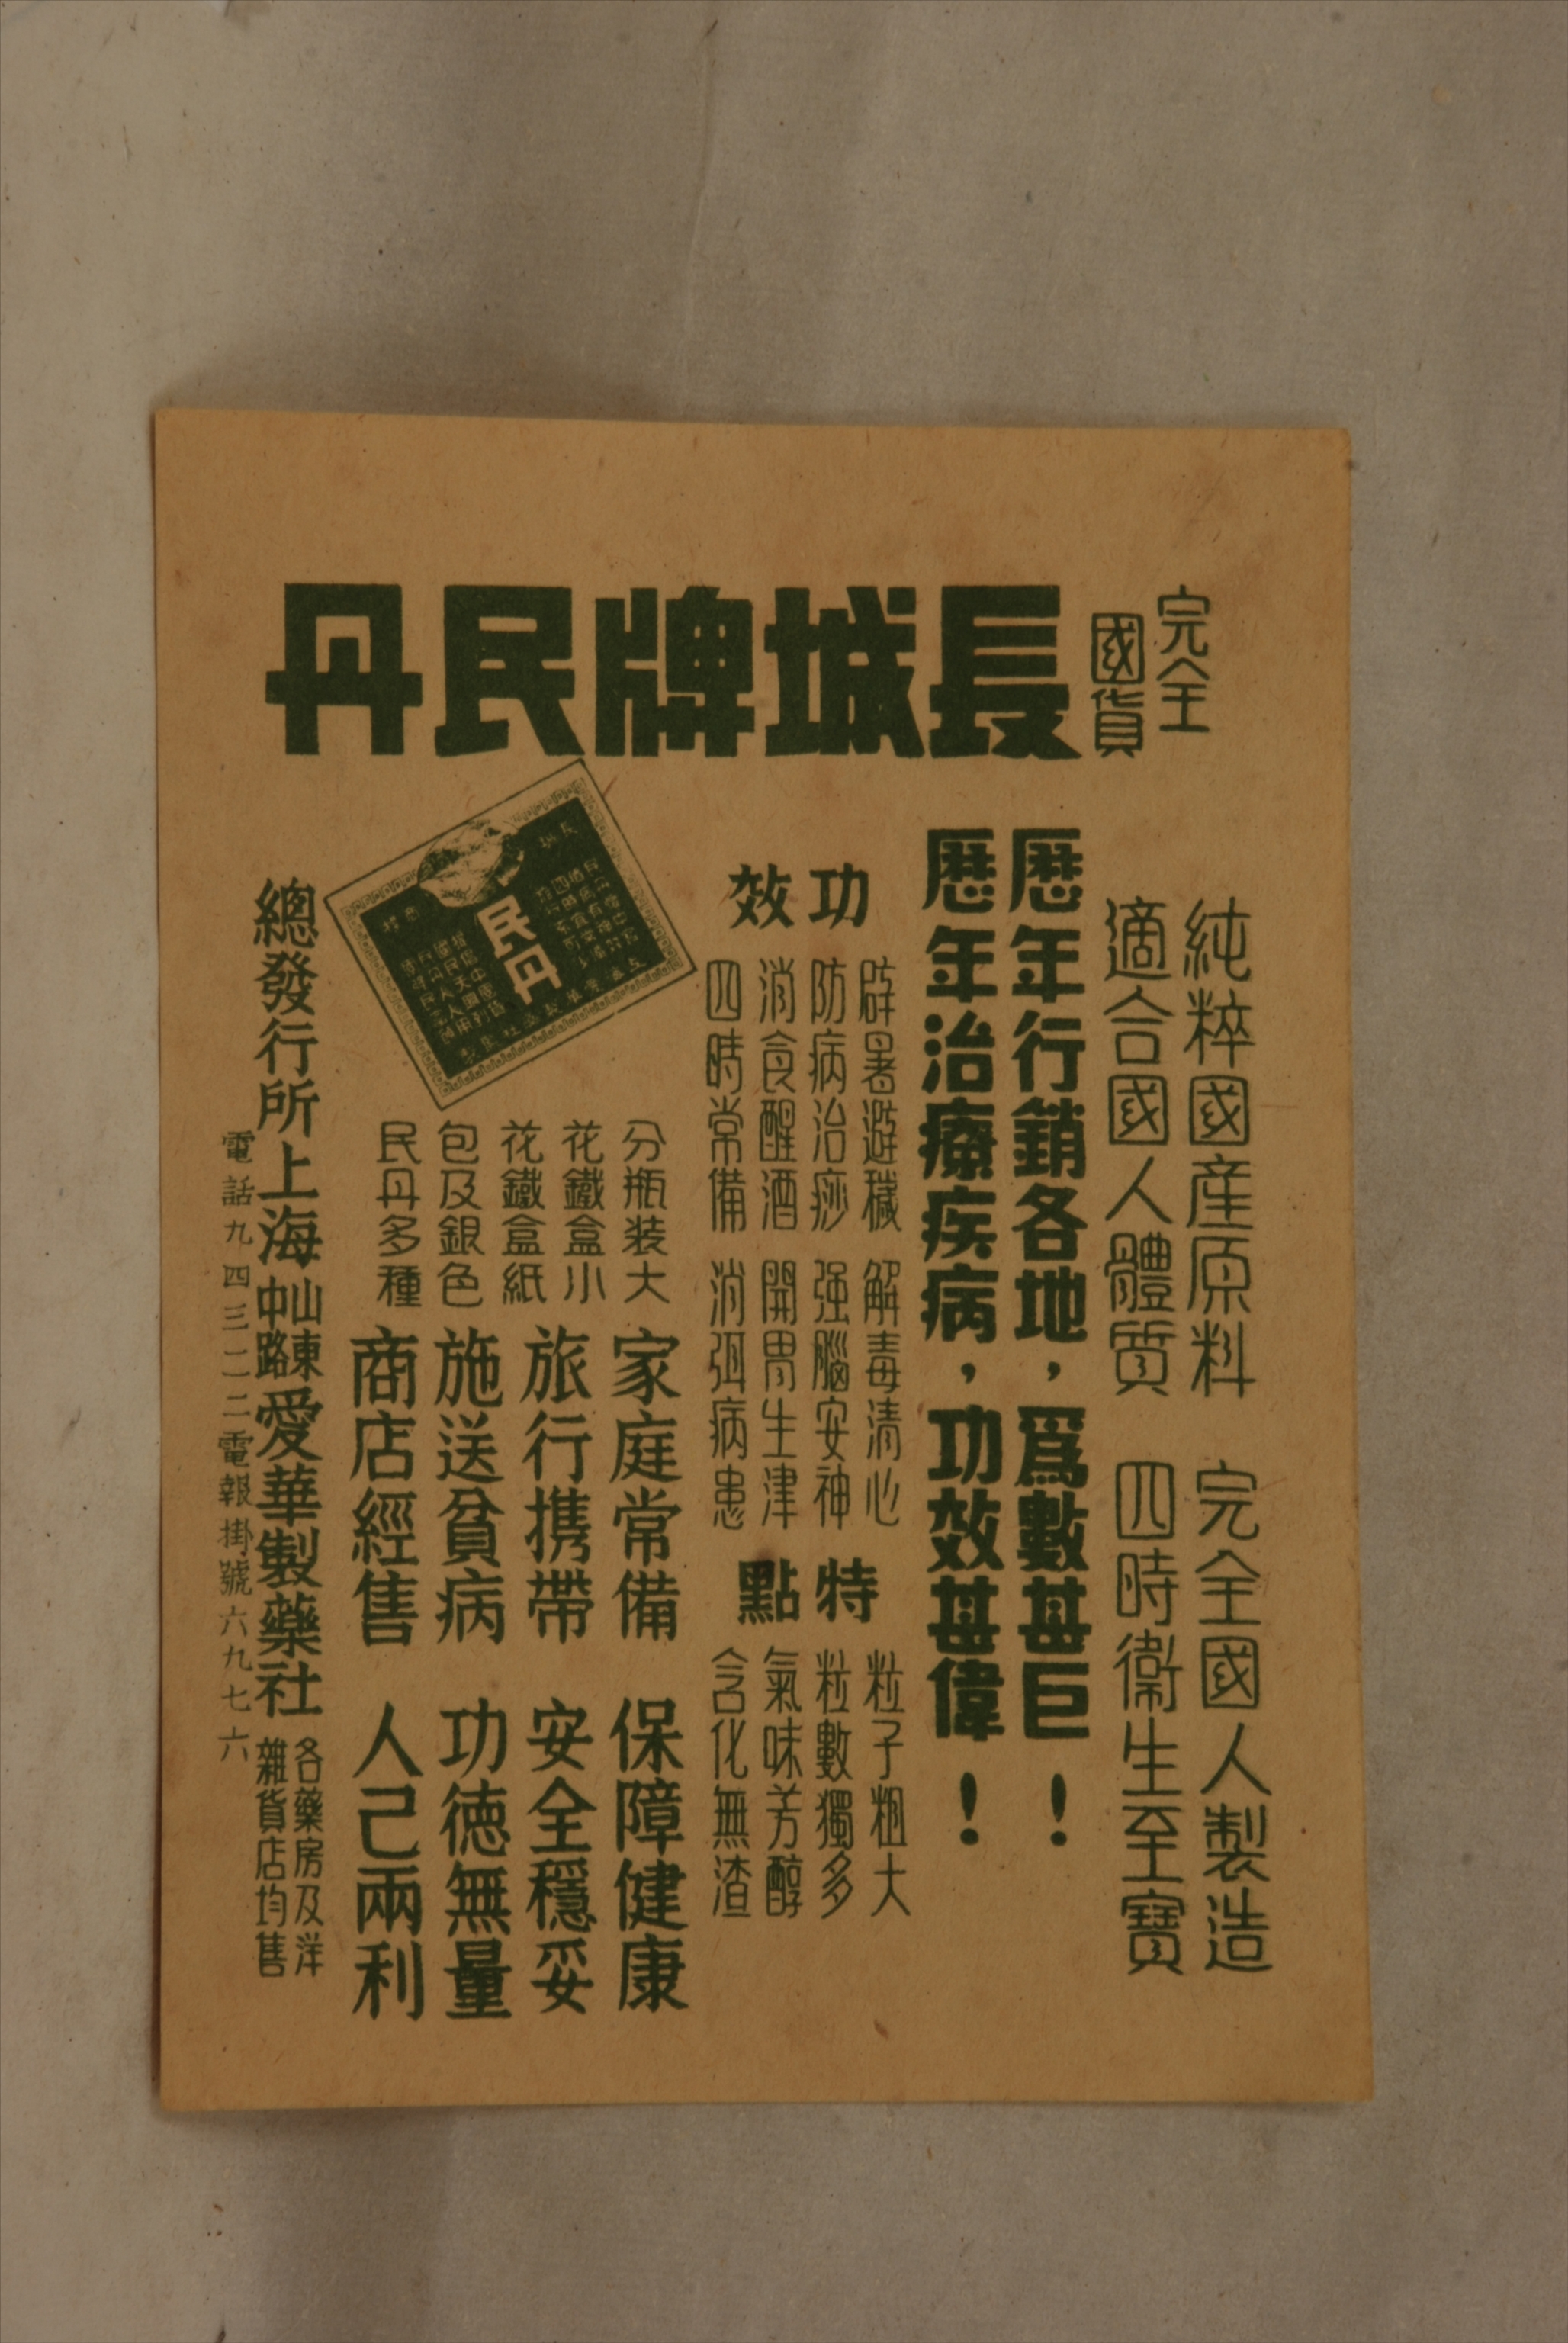 完全
國貨
長城牌民丹
純粹國產原料 完全國人製造
適合國人體質 四時衞生至寶
歷年行銷各地，爲數甚巨！
歷年治療疾病，功效甚偉！
功效
辟暑避穢 解毒清心
防病治痧 强腦安神
消食醒酒 開胃生津
四時常備 消弭病患
特點
粒子粗大
粒數獨多
氣味芳醇
含化無渣
民丹
分瓶裝大
花鐵盒小
花鐵盒紙
包及銀色
民丹多種
家庭常備 保障健康
旅行携帶 安全穩妥
施送貧病 功德無量
商店經售 人己兩利
總發行所上海山東中路愛華製藥社 各藥房及洋雜貨店均售
電話九四三一二二電報掛號六九七六